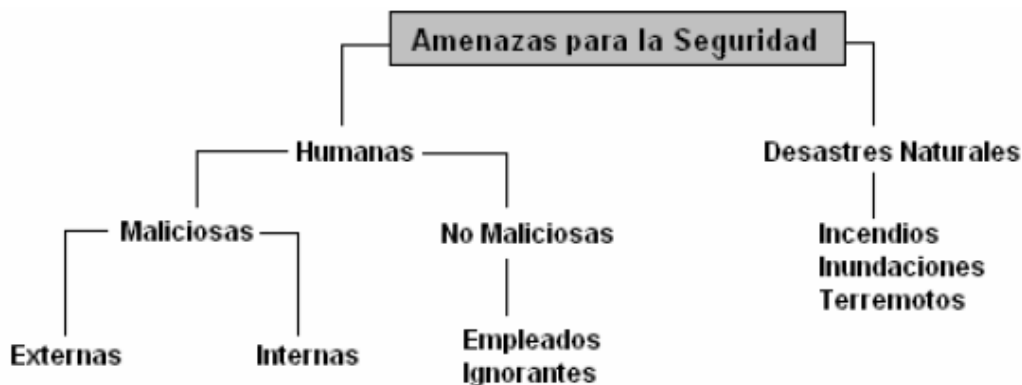 Amenazas para la Seguridad
Humanas
Desastres Naturales
Maliciosas
No Maliciosas
Incendios
Inundaciones
Terremotos
Externas
Internas
Empleados
Ignorantes